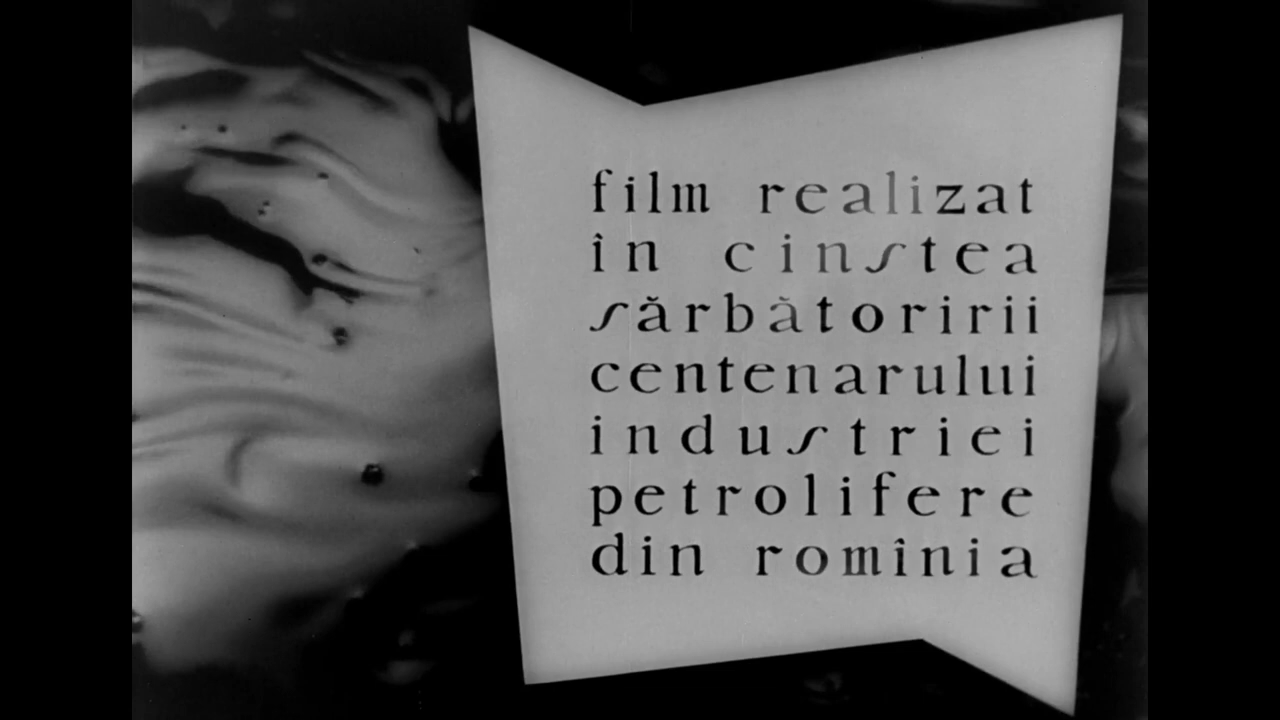 film realizat
în cinstea
sărbătoririi
centenarului
industriei
petrolifere
din romînia